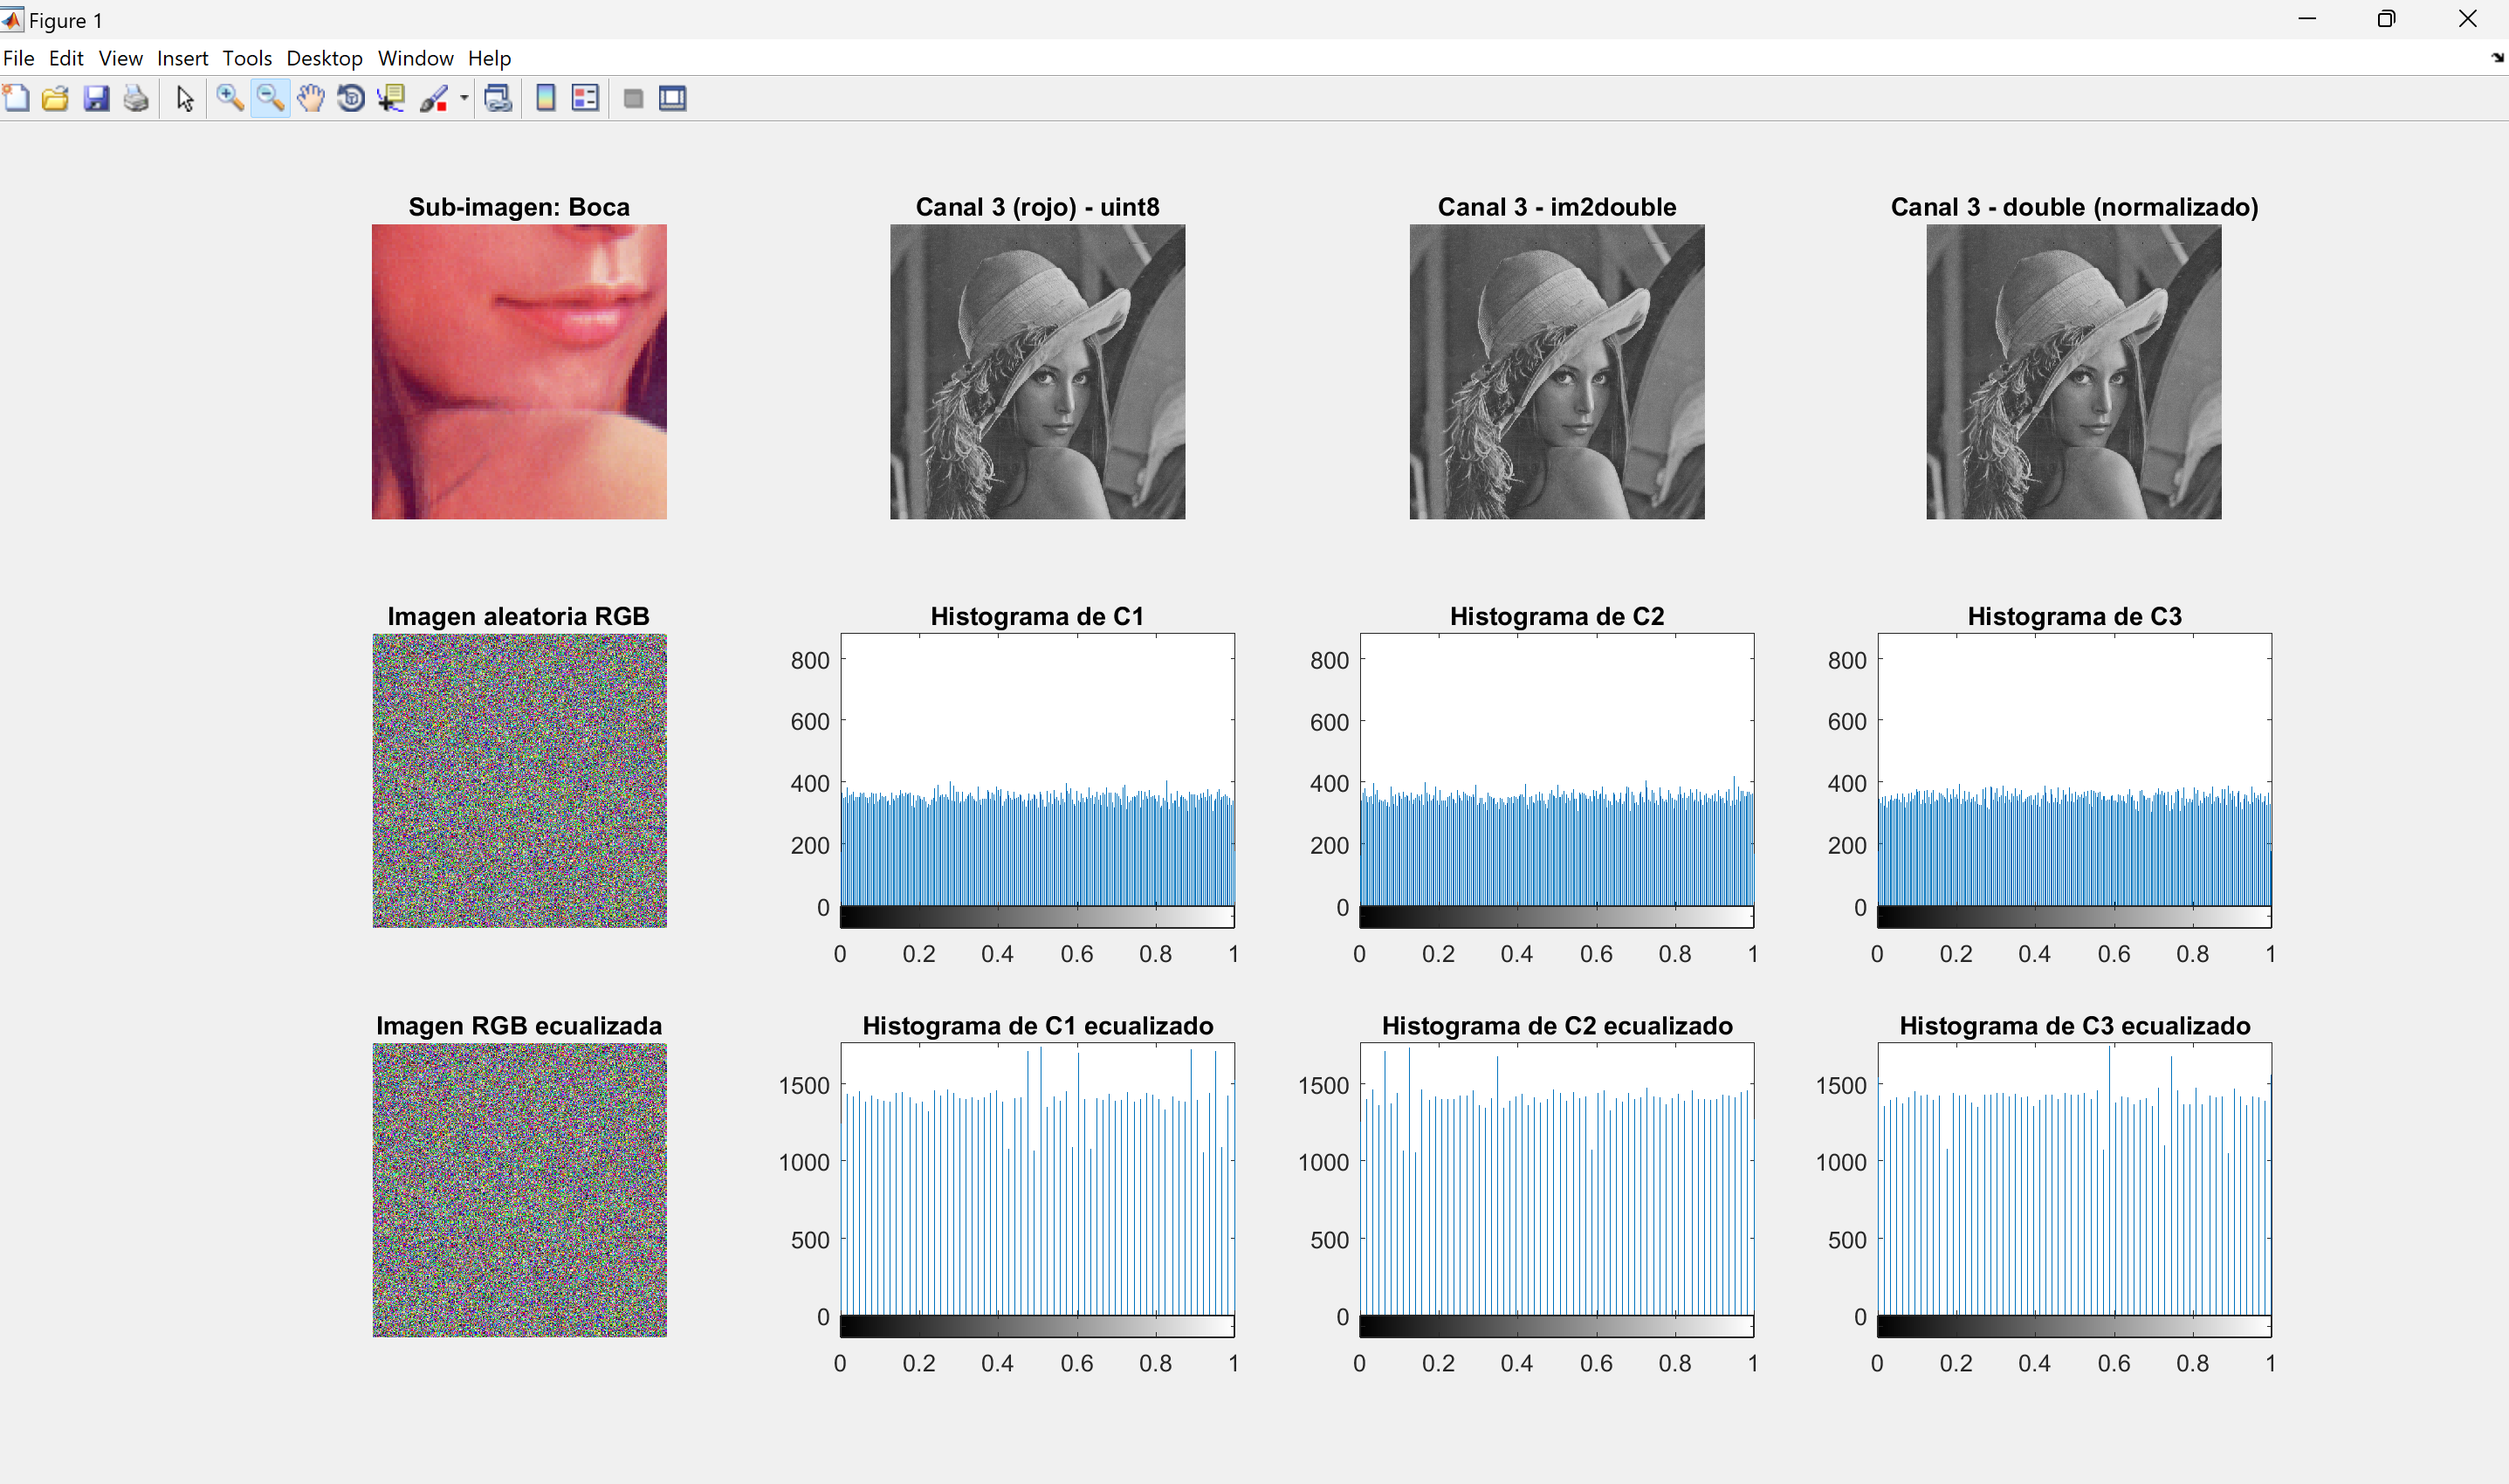 Figure 1
File Edit View Insert Tools Desktop Window Help
Sub-imagen: Boca
Canal 3 (rojo) - uint8
Canal 3 - im2double
Canal 3 - double (normalizado)
Imagen aleatoria RGB
Histograma de C1
800
600
400
200
0
0 0.2 0.4 0.6 0.8 1
Histograma de C2
800
600
400
200
0
0 0.2 0.4 0.6 0.8 1
Histograma de C3
800
600
400
200
0
0 0.2 0.4 0.6 0.8 1
Imagen RGB ecualizada
Histograma de C1 ecualizado
1500
1000
500
0
0 0.2 0.4 0.6 0.8 1
Histograma de C2 ecualizado
1500
1000
500
0
0 0.2 0.4 0.6 0.8 1
Histograma de C3 ecualizado
1500
1000
500
0
0 0.2 0.4 0.6 0.8 1